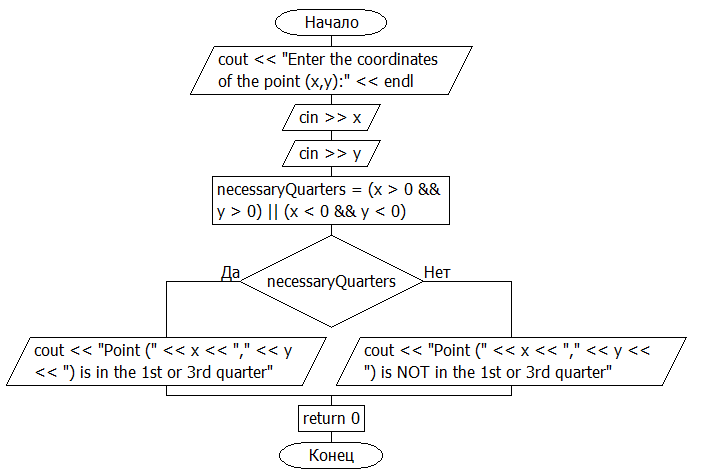 Начало
cout << "Enter the coordinates
of the point (x,y):" << endl
cin >> x
cin >> y
necessaryQuarters = (x > 0 &&
y > 0) || (x < 0 && y < 0)
Да
necessaryQuarters
Нет
cout << "Point (" << x << "," << y
<< ") is in the 1st or 3rd quarter"
cout << "Point (" << x << "," << y <<
") is NOT in the 1st or 3rd quarter"
return 0
Конец